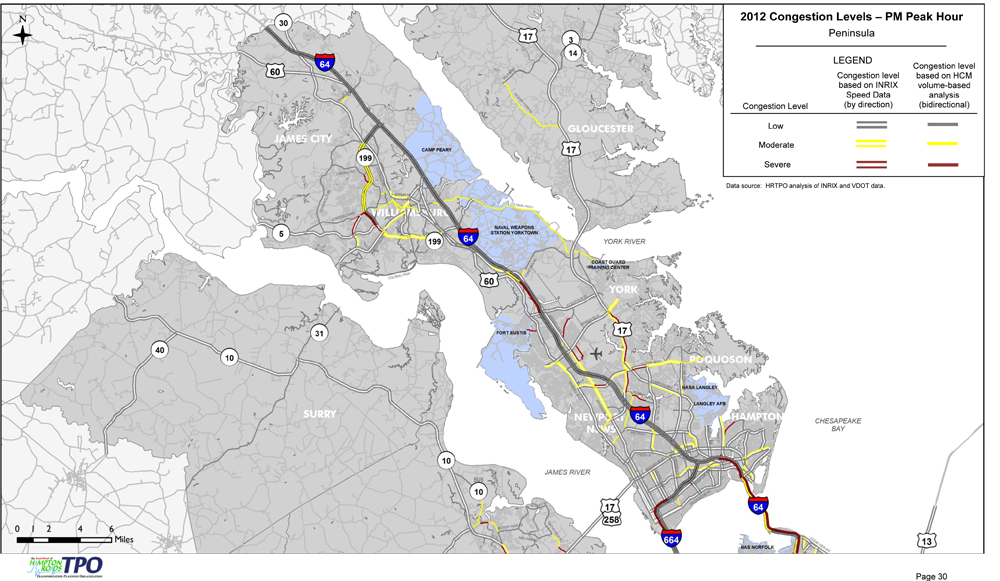 2012 Congestion Levels – PM Peak Hour
Peninsula
LEGEND
Congestion Level
Congestion level
based on INRIX
Speed Data
(by direction)
Congestion level
based on HCM
volume-based
analysis
(bidirectional)
Low
Moderate
Severe
Data source: HRTPO analysis of INRIX and VDOT data.
N
30
17
3
14
60
64
JAMES CITY
GLOUCESTER
CAMP PEARY
17
199
5
199
64
NAVAL WEAPONS
STATION YORKTOWN
YORK RIVER
COAST GUARD
TRAINING CENTER
60
YORK
FORT EUSTIS
17
31
40
10
POQUOSON
NASA LANGLEY
LANGLEY AFB
SURRY
NEWPORT
NEWS
64
HAMPTON
CHESAPEAKE
BAY
10
JAMES RIVER
10
17
258
64
664
NAS NORFOLK
13
0 1 2 4 6
Miles
HAMPTON
ROADS
TPO
TRANSPORTATION PLANNING ORGANIZATION
Page 30